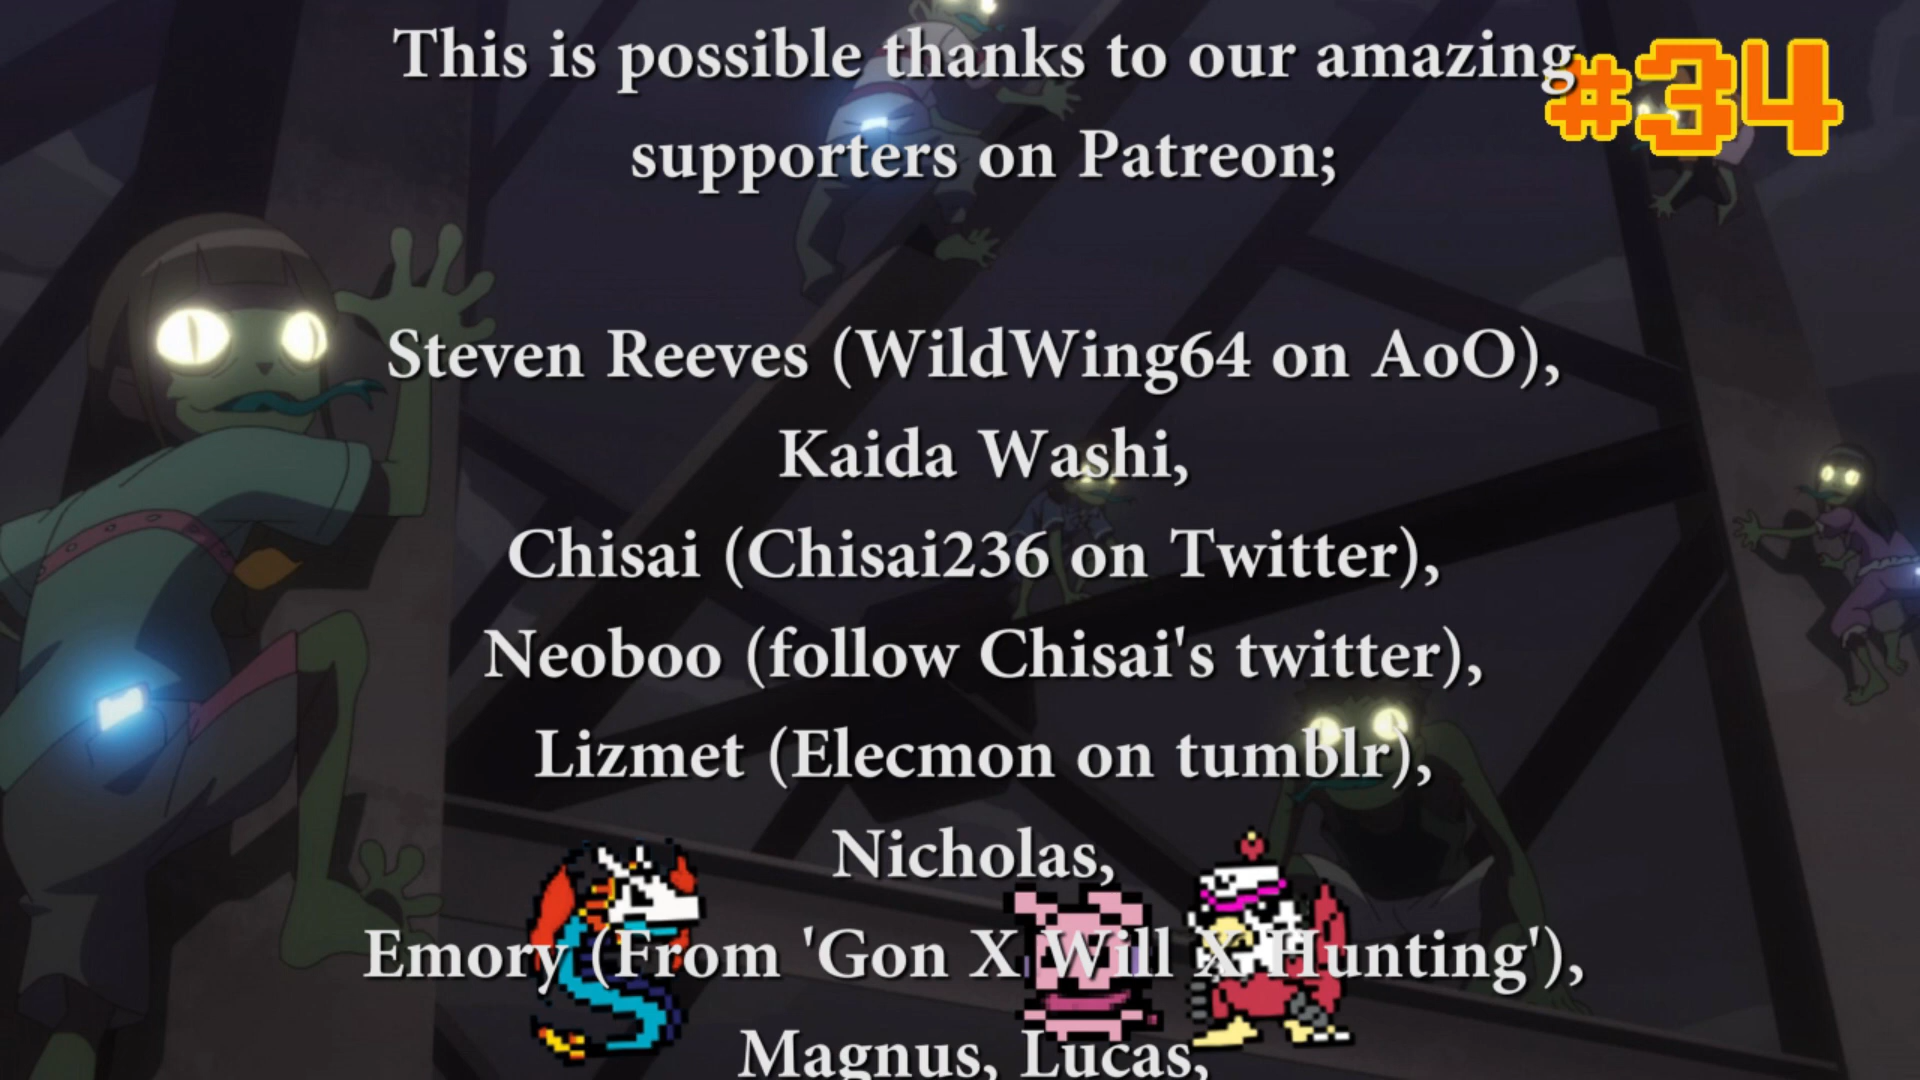 This is possible thanks to our amazing
#34
supporters on Patreon;
Steven Reeves (WildWing64 on AoO),
Kaida Washi,
Chisai (Chisai236 on Twitter),
Neoboo (follow Chisai's twitter),
Lizmet (Elecmon on tumblr),
Nicholas,
Emory (From 'Gon X Will X Hunting'),
Magnus, Lucas,